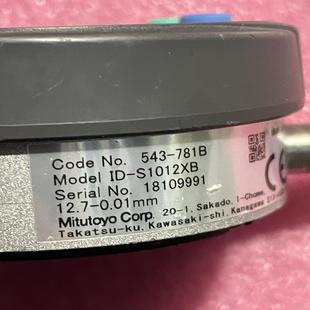 Code No. 543-781B
Model ID-S1012XB
Serial No. 18109991
12.7-0.01mm
Mitutoyo Corp. 20-1, Sakado, 1-Chome,
Takatsu-ku, Kawasaki-shi, Kanagawa
CE